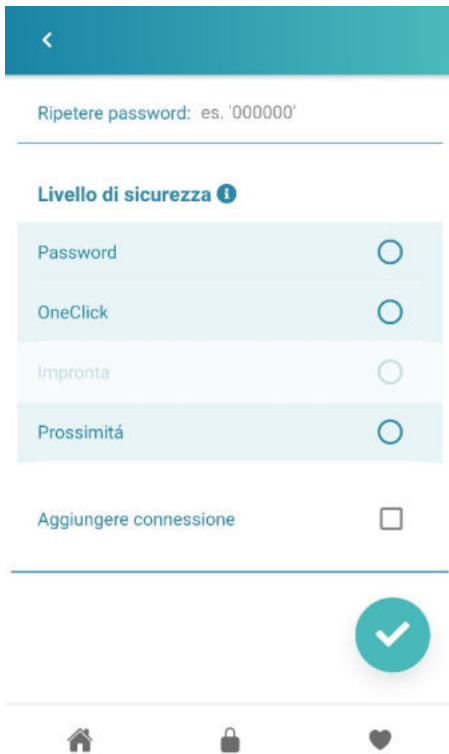 Ripetere password: es. '000000'
Livello di sicurezza
Password
OneClick
Impronta
Prossimitá
Aggiungere connessione